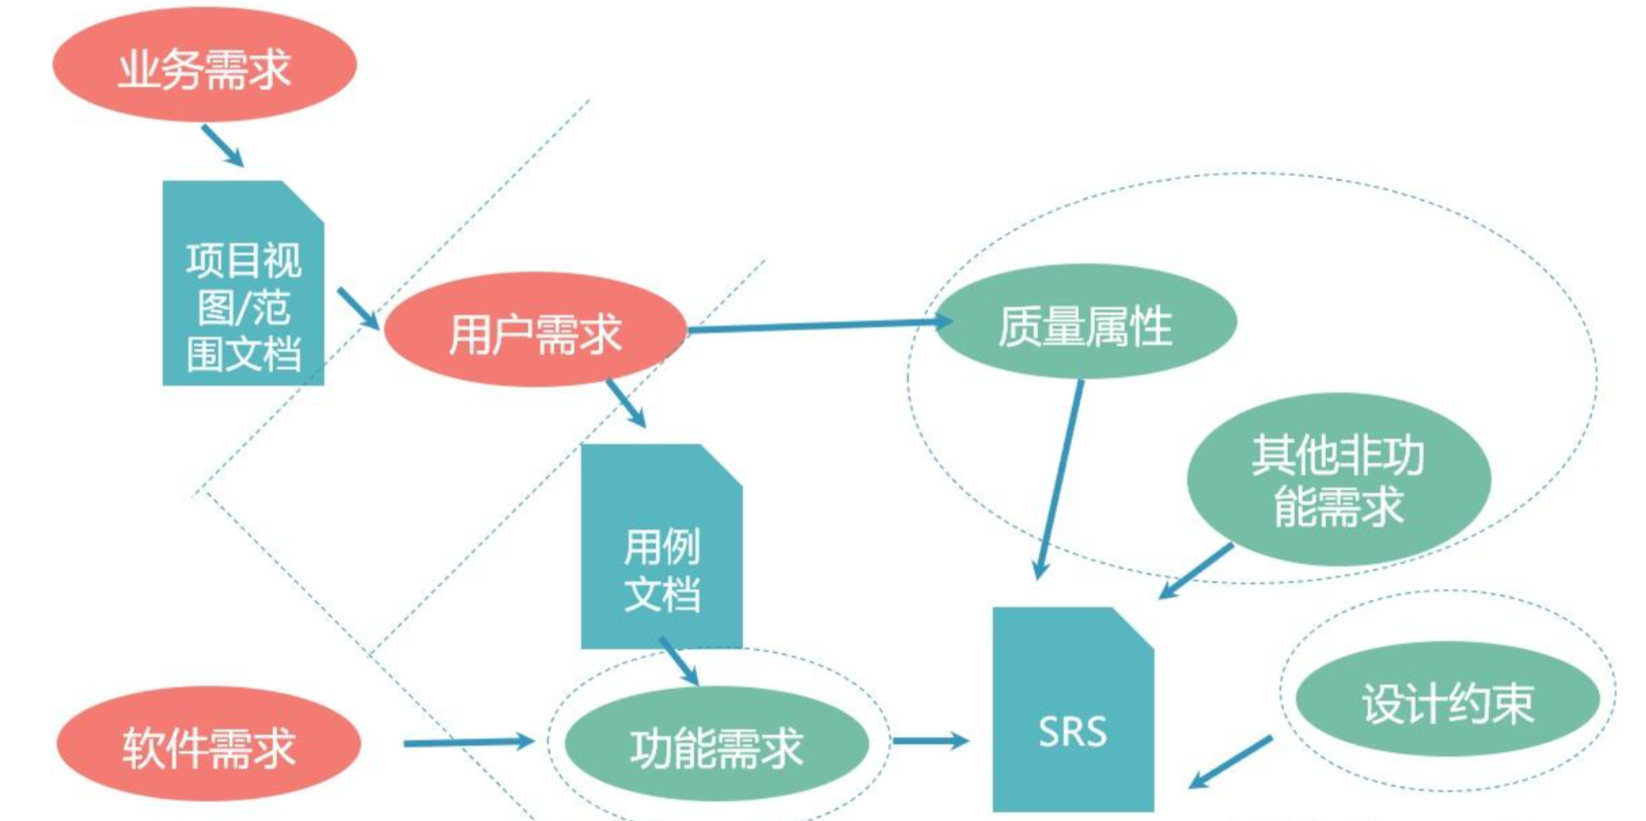 业务需求
项目视
图/范
围文档
用户需求
质量属性
其他非功
能需求
用例
文档
设计约束
软件需求
功能需求
SRS